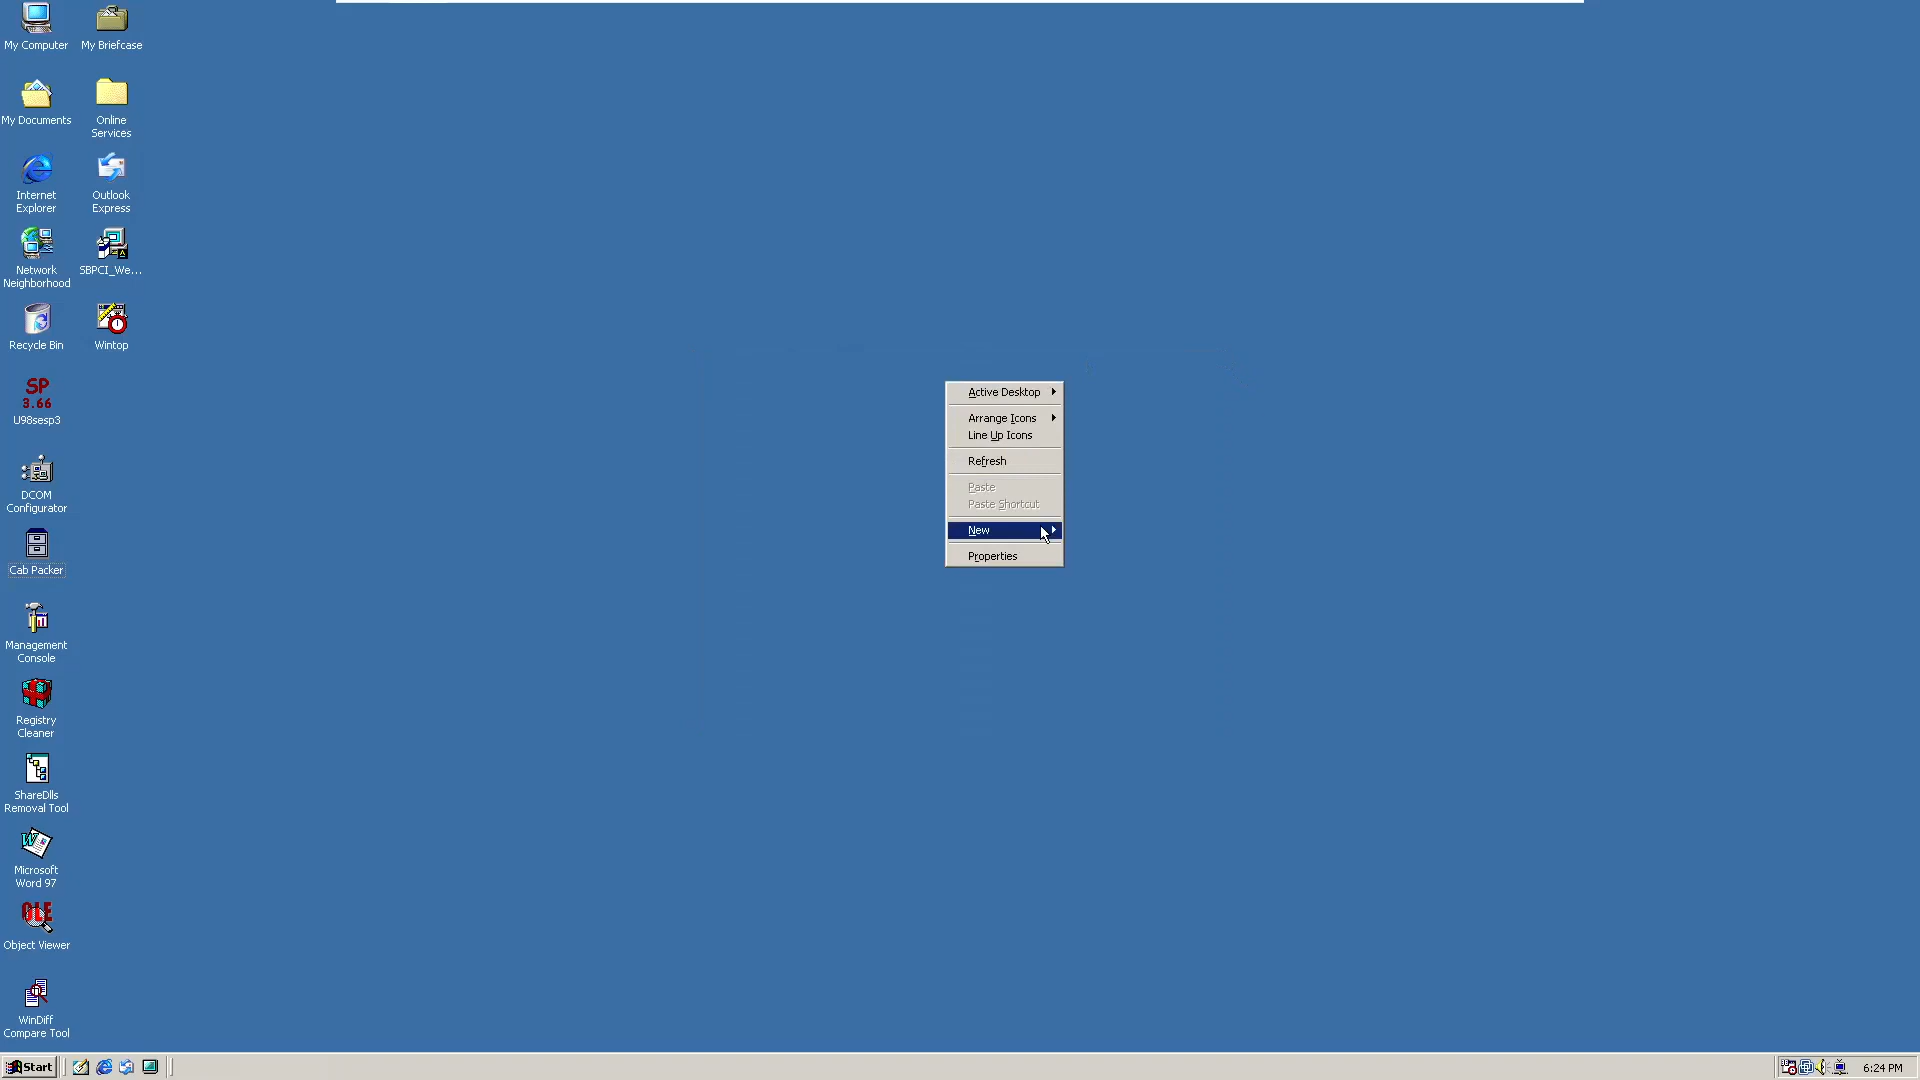 My Computer
My Briefcase
My Documents
Online
Services
Internet
Explorer
Outlook
Express
Network
Neighborhood
SBPCI_We...
Recycle Bin
Wintop
SP
3.66
U98sesp3
DCOM
Configurator
Cab Packer
Management
Console
Registry
Cleaner
ShareDlls
Removal Tool
Microsoft
Word 97
OLE
Object Viewer
WinDiff
Compare Tool
Active Desktop
Arrange Icons
Line Up Icons
Refresh
Paste
Paste Shortcut
New
Properties
Start
6:24 PM